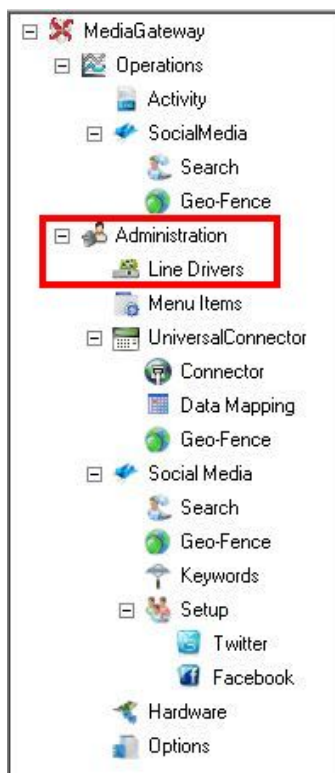 MediaGateway
Operations
Activity
SocialMedia
Search
Geo-Fence
Administration
Line Drivers
Menu Items
UniversalConnector
Connector
Data Mapping
Geo-Fence
Social Media
Search
Geo-Fence
Keywords
Setup
Twitter
Facebook
Hardware
Options